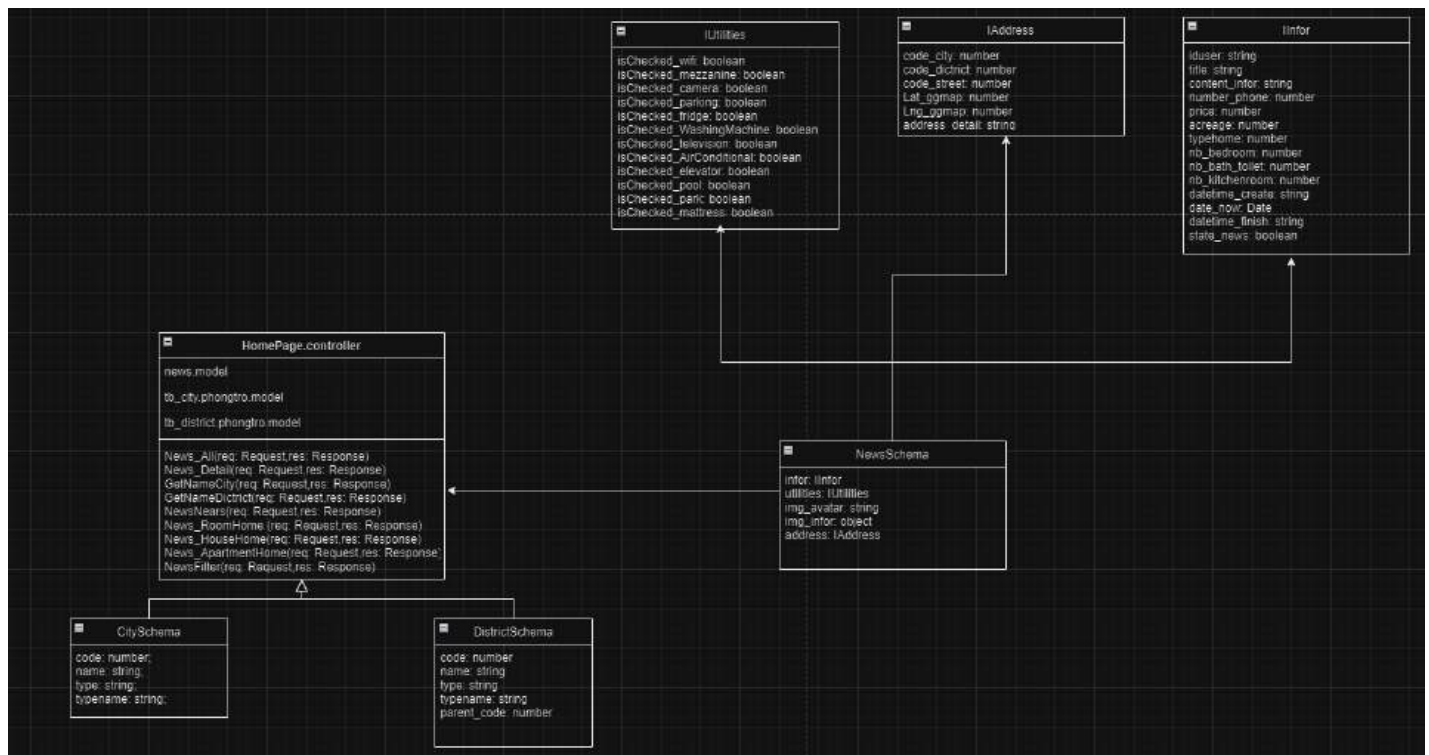 IUtilities
isChecked_wifi: boolean
isChecked_mezzanine: boolean
isChecked_camera: boolean
isChecked_parking: boolean
isChecked_fridge: boolean
isChecked_WashingMachine: boolean
isChecked_television: boolean
isChecked_AirConditional: boolean
isChecked_elevator: boolean
isChecked_pool: boolean
isChecked_park: boolean
isChecked_mattress: boolean
IAddress
code_city: number
code_dictrict: number
code_street: number
Lat_ggmap: number
Lng_ggmap: number
address_detail: string
IInfor
iduser: string
title: string
content_infor: string
number_phone: number
price: number
acreage: number
typehome: number
nb_bedroom: number
nb_bath_toilet: number
nb_kitchenroom: number
datetime_create: string
date_now: Date
datetime_finish: string
state_news: boolean
HomePage.controller
news.model
tb_city.phongtro.model
tb_district.phongtro.model
News_All(req: Request,res: Response)
News_Detail(req: Request,res: Response)
GetNameCity(req: Request,res: Response)
GetNameDictrict(req: Request,res: Response)
NewsNears(req: Request,res: Response)
News_RoomHome (req: Request,res: Response)
News_HouseHome(req: Request,res: Response)
News_ApartmentHome(req: Request,res: Response)
NewsFilter(req: Request,res: Response)
NewsSchema
infor: IInfor
utilities: IUtilities
img_avatar: string
img_infor: object
address: IAddress
CitySchema
code: number;
name: string;
type: string;
typename: string;
DistrictSchema
code: number
name: string
type: string
typename: string
parent_code: number